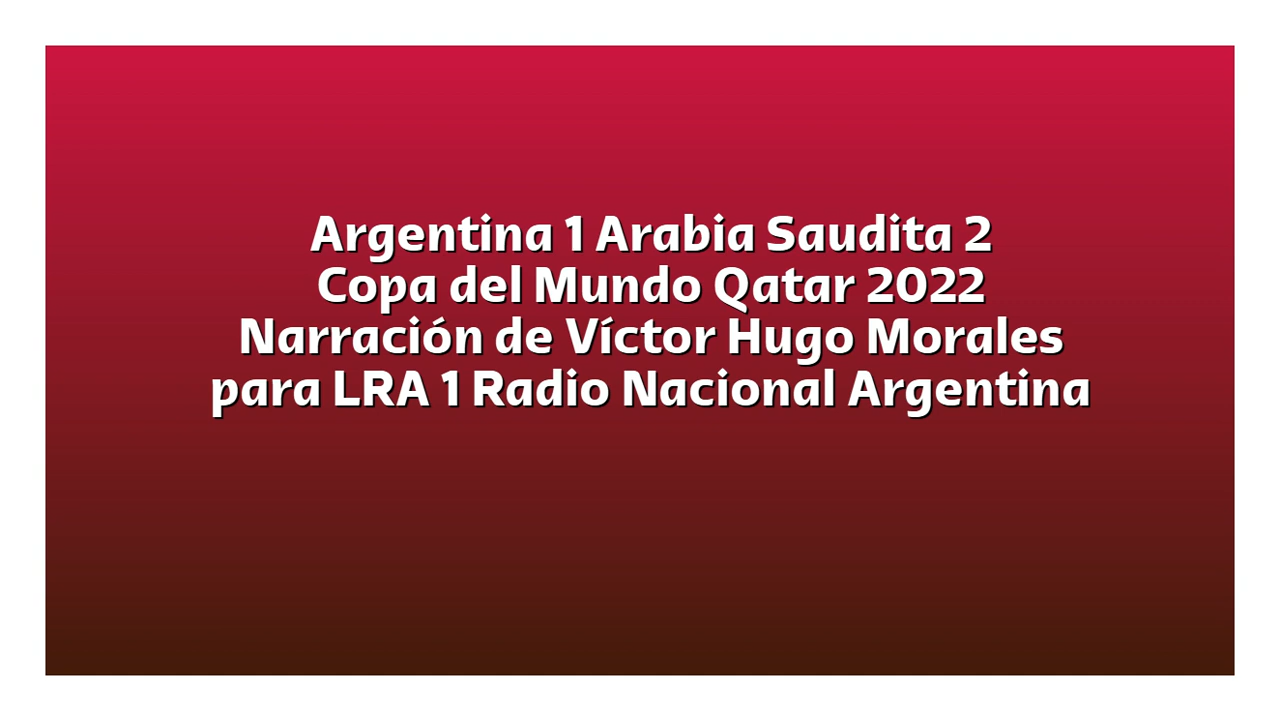 Argentina 1 Arabia Saudita 2
Copa del Mundo Qatar 2022
Narración de Víctor Hugo Morales
para LRA 1 Radio Nacional Argentina